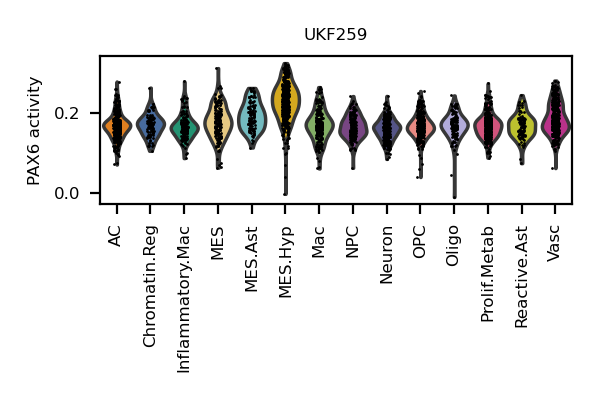 UKF259
PAX6 activity
0.2
0.0
AC
Chromatin.Reg
Inflammatory.Mac
MES
MES.Ast
MES.Hyp
Mac
NPC
Neuron
OPC
Oligo
Prolif.Metab
Reactive.Ast
Vasc